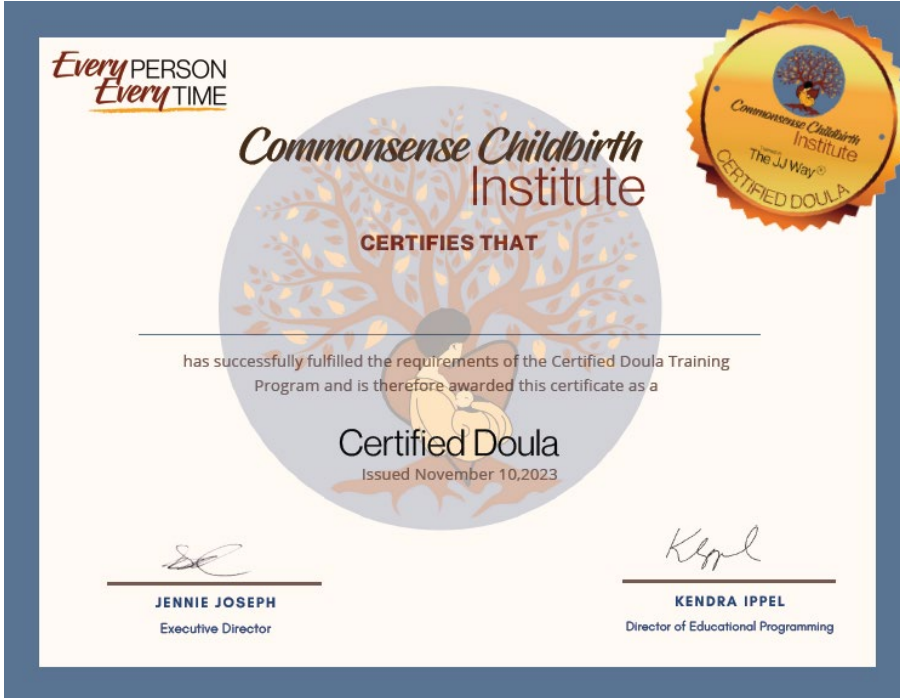 Every PERSON
Every TIME
Commonsense Childbirth
Institute
Trained in
The JJ Way®
CERTIFIED DOULA
Commonsense Childbirth
Institute
CERTIFIES THAT
has successfully fulfilled the requirements of the Certified Doula Training
Program and is therefore awarded this certificate as a
Certified Doula
Issued November 10,2023
JENNIE JOSEPH
Executive Director
KENDRA IPPEL
Director of Educational Programming